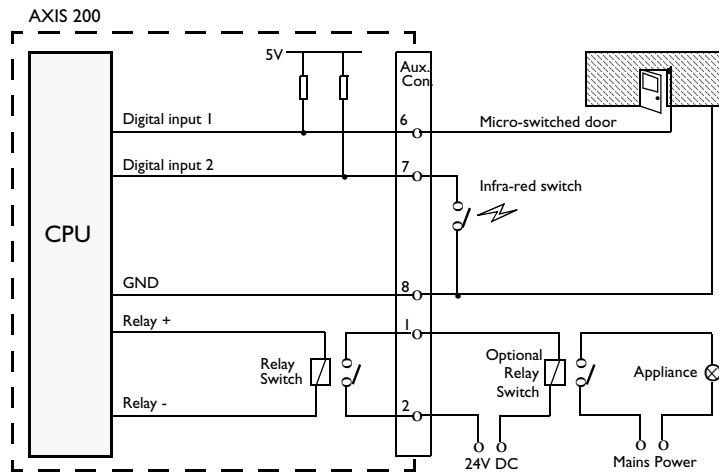 AXIS 200
5V
Aux.
Con.
Digital input 1
6
Micro-switched door
Digital input 2
7
Infra-red switch
CPU
GND
8
Relay +
1
Relay
Switch
Optional
Relay
Switch
Appliance
Relay -
2
24V DC
Mains Power